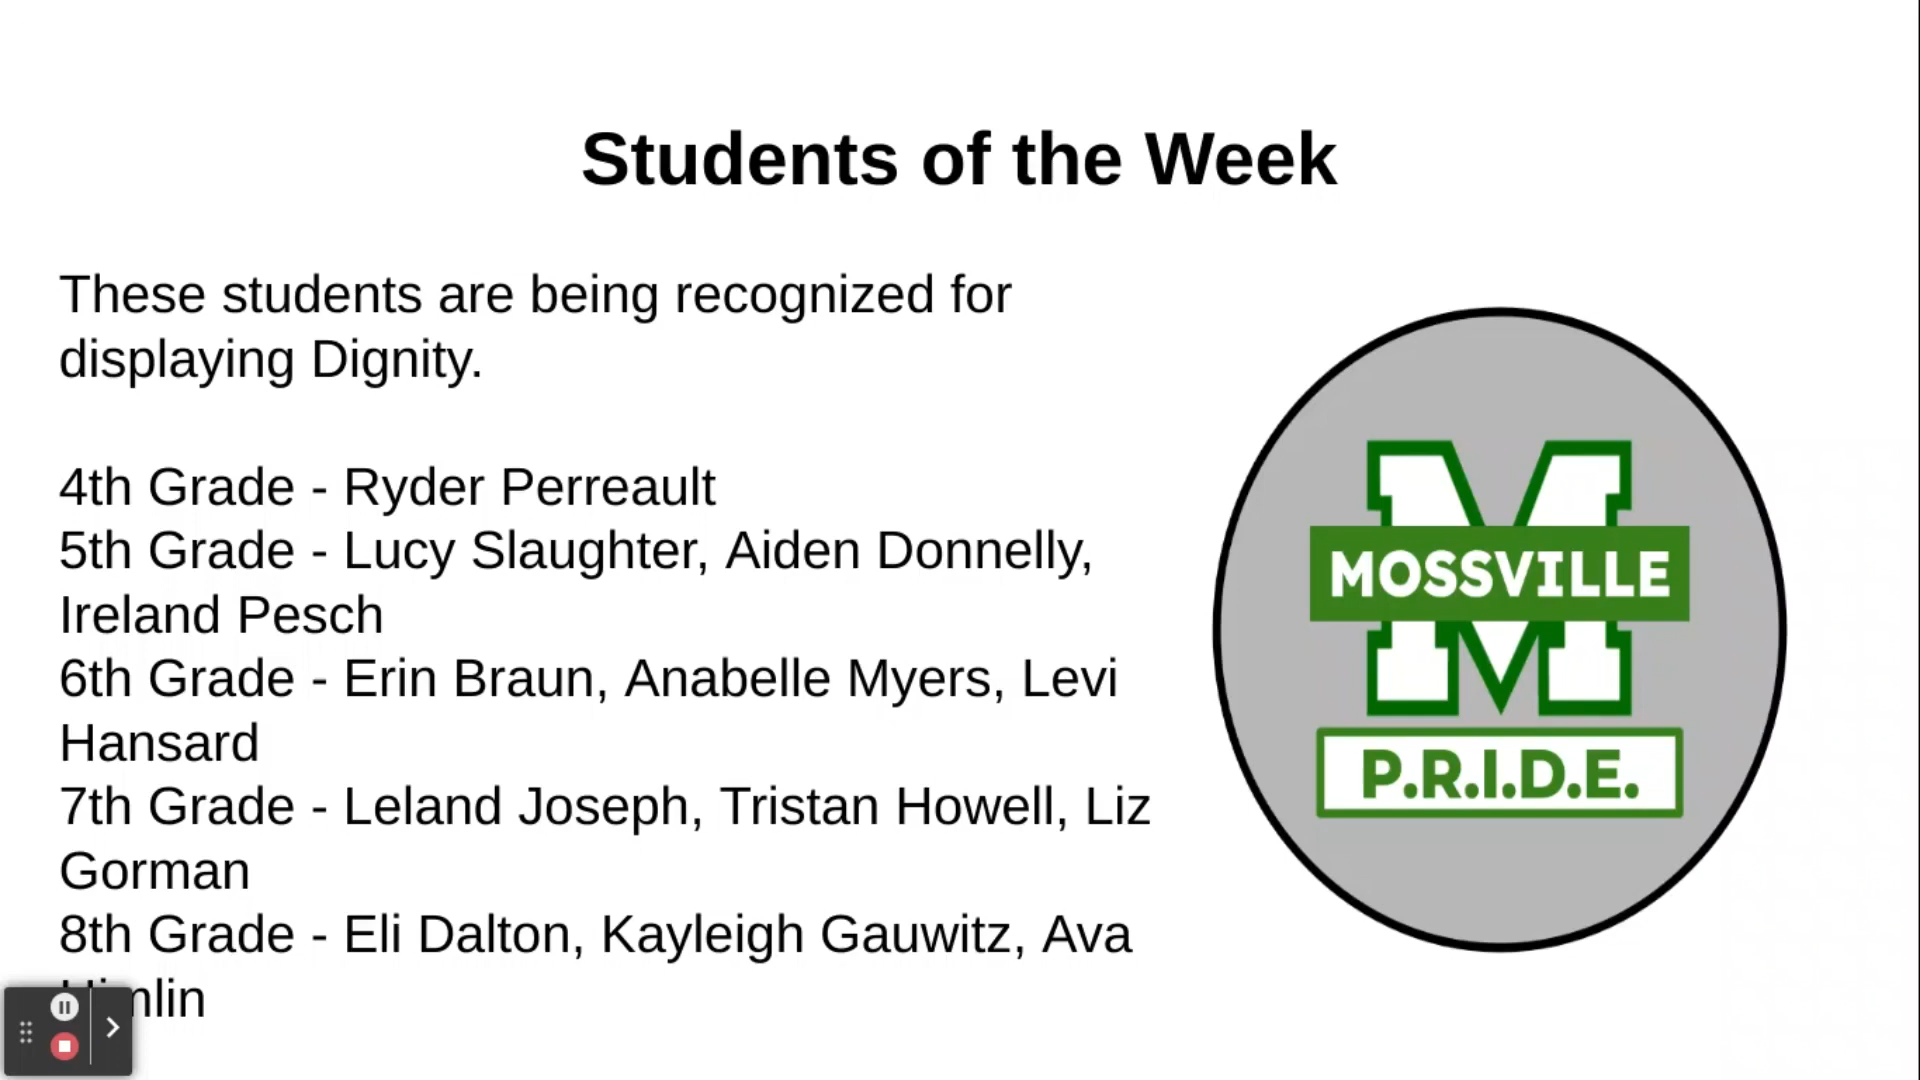 Students of the Week
These students are being recognized for
displaying Dignity.
4th Grade - Ryder Perreault
5th Grade - Lucy Slaughter, Aiden Donnelly,
Ireland Pesch
6th Grade - Erin Braun, Anabelle Myers, Levi
Hansard
7th Grade - Leland Joseph, Tristan Howell, Liz
Gorman
8th Grade - Eli Dalton, Kayleigh Gauwitz, Ava
M
MOSSVILLE
P.R.I.D.E.